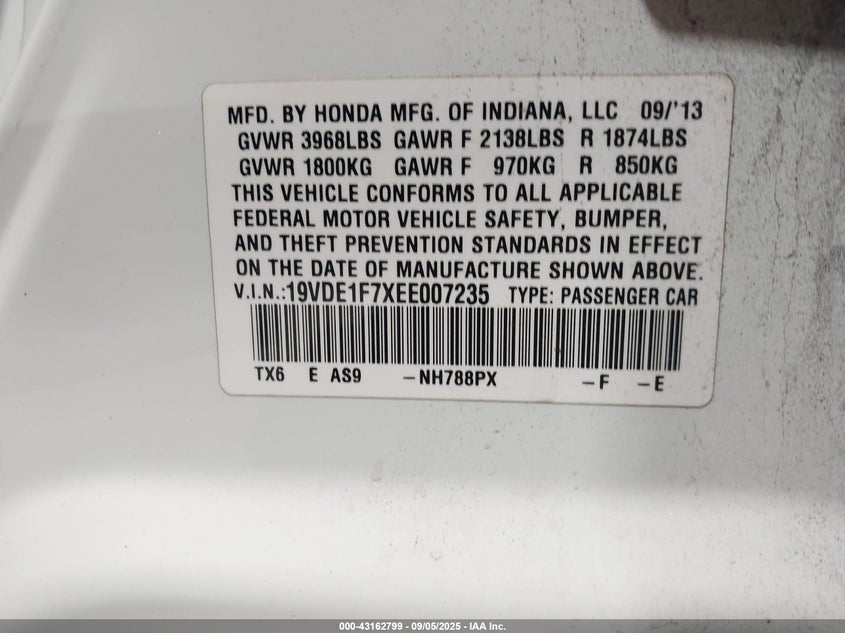 MFD. BY HONDA MFG. OF INDIANA, LLC 09/'13
GVWR 3968LBS GAWR F 2138LBS R 1874LBS
GVWR 1800KG GAWR F 970KG R 850KG
THIS VEHICLE CONFORMS TO ALL APPLICABLE
FEDERAL MOTOR VEHICLE SAFETY, BUMPER,
AND THEFT PREVENTION STANDARDS IN EFFECT
ON THE DATE OF MANUFACTURE SHOWN ABOVE.
V.I.N.:19VDE1F7XEE007235 TYPE: PASSENGER CAR
TX6 E AS9 –NH788PX –F –E
000-43162799 - 09/05/2025 - IAA Inc.